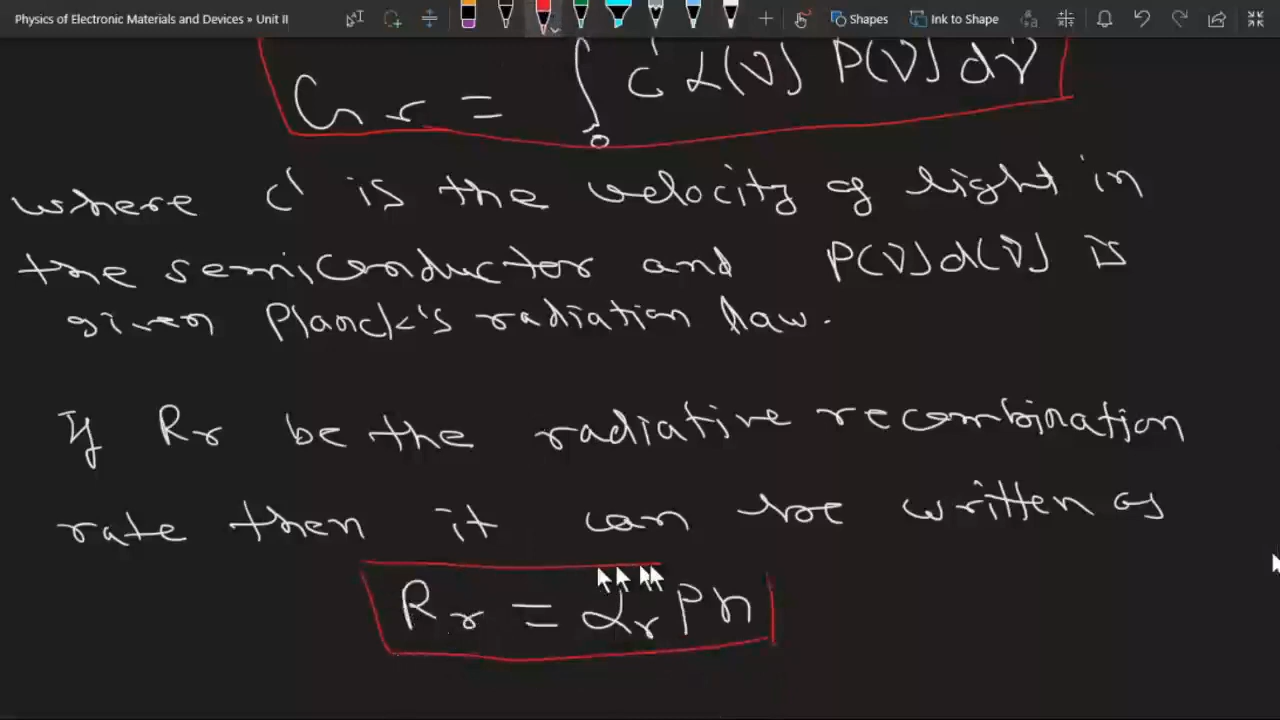 Physics of Electronic Materials and Devices » Unit II
Shapes
Ink to Shape
Gr = ∫₀ c' α(ν) P(ν) dν
where c' is the velocity of light in
the semiconductor and P(ν)d(ν) is
given Planck's radiation law.
If Rr be the radiative recombination
rate then it can be written as
Rr = αr pn